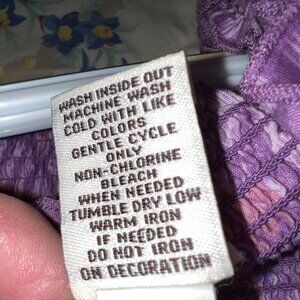 WASH INSIDE OUT
MACHINE WASH
COLD WITH LIKE
COLORS
GENTLE CYCLE
ONLY
NON-CHLORINE
BLEACH
WHEN NEEDED
TUMBLE DRY LOW
WARM IRON
IF NEEDED
DO NOT IRON
ON DECORATION